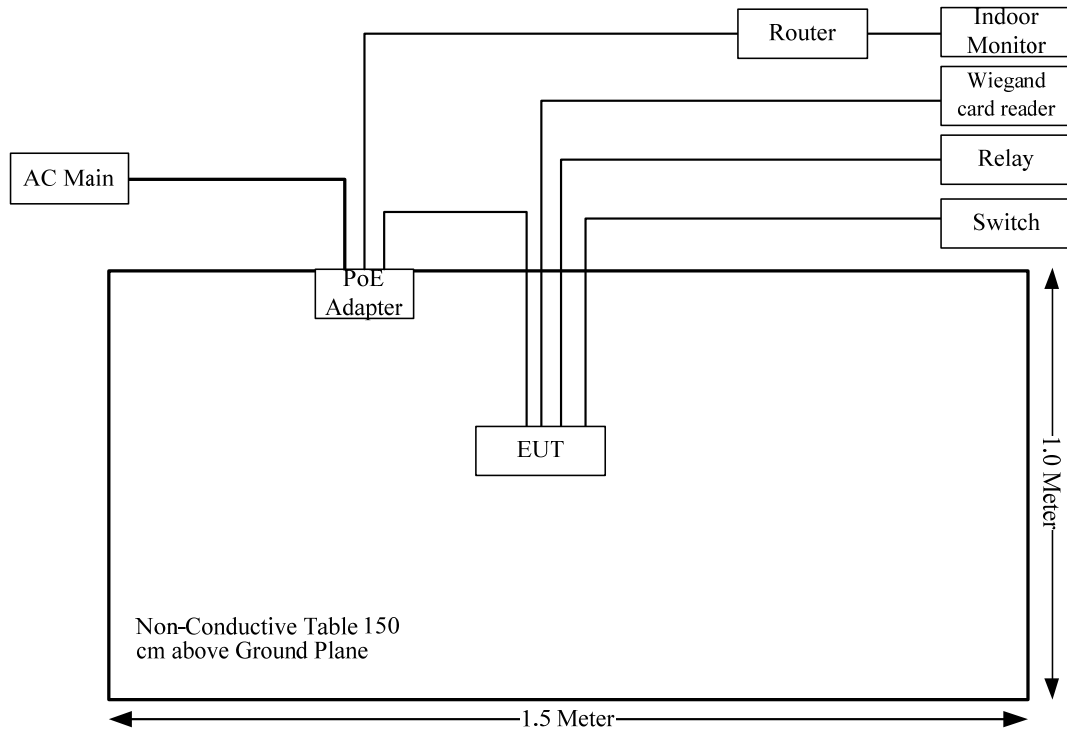 Router
Indoor
Monitor
Wiegand
card reader
AC Main
Relay
Switch
PoE
Adapter
EUT
1.0 Meter
Non-Conductive Table 150
cm above Ground Plane
1.5 Meter